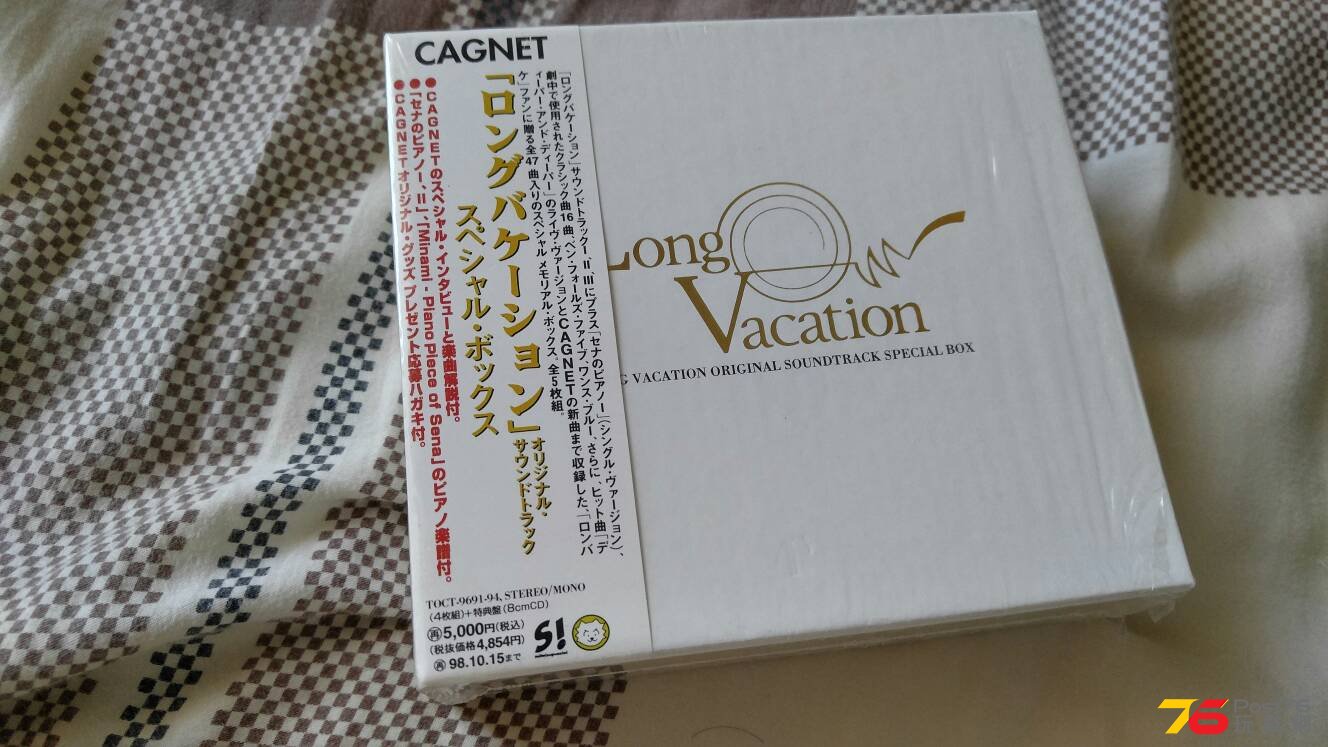 CAGNET
「ロングバケーション」
オリジナル・
サウンドトラック
スペシャル・ボックス
「ロングバケーション」サウンドトラックI、II、IIIにプラス「セナのピアノI」(シングル・ヴァージョン)、
劇中で使用されたクラシック曲16曲、ベン・フォールズ・ファイブ、ワンス・ブルー、さらに、ヒット曲「デ
ィーパー・アンド・ディーパー」のライヴ・ヴァージョンとCAGNETの新曲まで収録した、「ロンバ
ケ」ファンに贈る全47曲入りのスペシャル メモリアル・ボックス。全5枚組。
●CAGNETのスペシャル・インタビューと楽曲解説付。
●「セナのピアノI、II」、「Minami - Piano Piece of Sena」のピアノ楽譜付。
●CAGNETオリジナル・グッズ プレゼント応募ハガキ付。
TOCT-9691-94, STEREO/MONO
(4枚組)+特典盤(8cmCD)
再5,000円(税込)
(税抜価格4,854円)
再98.10.15まで
S!
Long
Vacation
G VACATION ORIGINAL SOUNDTRACK SPECIAL BOX
76
Post76
玩樂網